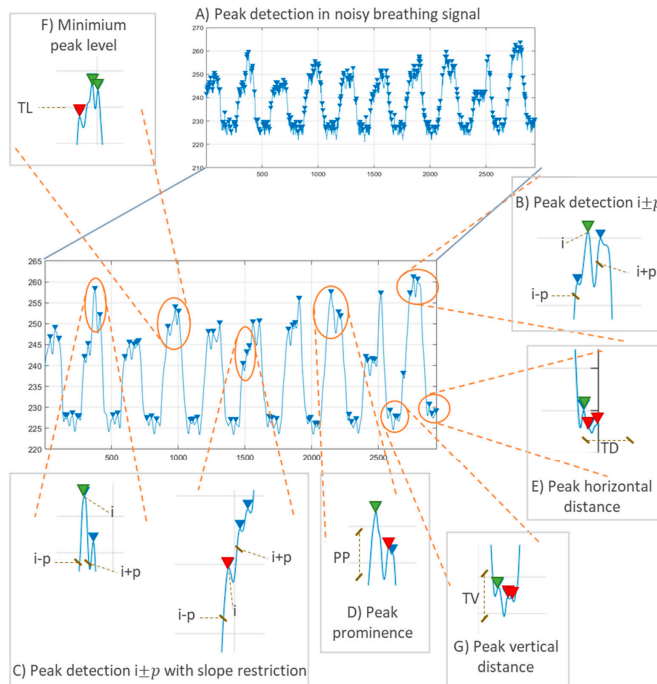 F) Minimium
peak level
TL
A) Peak detection in noisy breathing signal
260
250
240
230
220
210
500
1000
1500
2000
2500
B) Peak detection i±p
i
i+p
i-p
0
500
1000
1500
2000
2500
265
260
255
250
245
240
235
230
225
220
TD
E) Peak horizontal
distance
i
i-p
i+p
i+p
i-p
i
C) Peak detection i±p with slope restriction
PP
D) Peak
prominence
TV
G) Peak vertical
distance